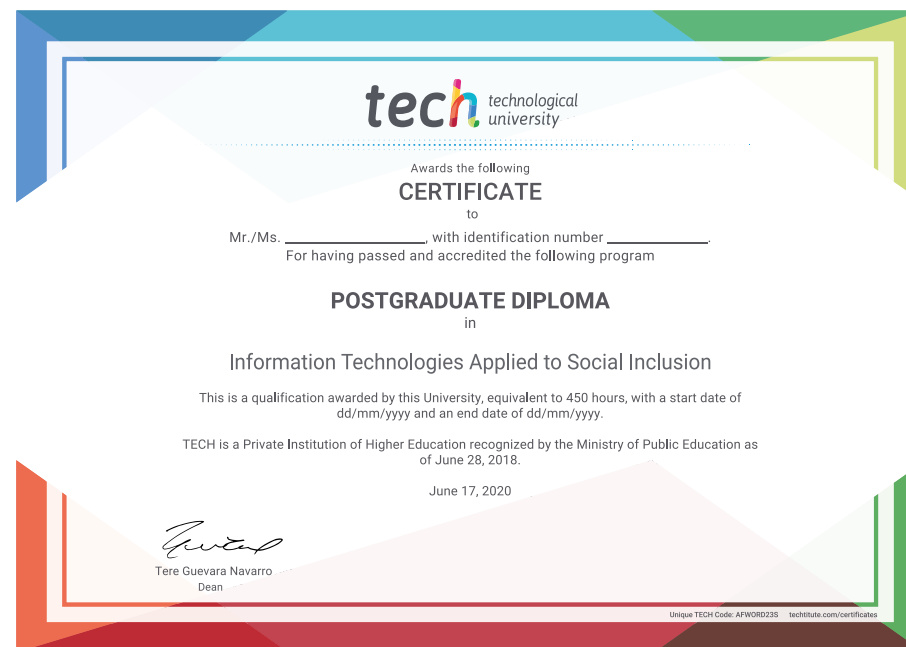 tech technological
university
Awards the following
CERTIFICATE
to
Mr./Ms. ____________________, with identification number ______________.
For having passed and accredited the following program
POSTGRADUATE DIPLOMA
in
Information Technologies Applied to Social Inclusion
This is a qualification awarded by this University, equivalent to 450 hours, with a start date of
dd/mm/yyyy and an end date of dd/mm/yyyy.
TECH is a Private Institution of Higher Education recognized by the Ministry of Public Education as
of June 28, 2018.
June 17, 2020
Tere Guevara Navarro
Dean
Unique TECH Code: AFWORD23S techtitute.com/certificates